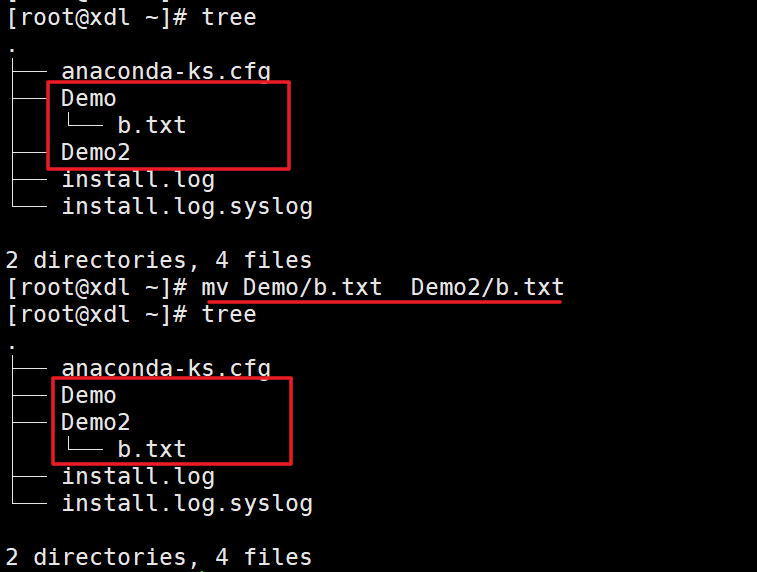 [root@xdl ~]# tree
.
├── anaconda-ks.cfg
├── Demo
│   └── b.txt
├── Demo2
├── install.log
└── install.log.syslog
2 directories, 4 files
[root@xdl ~]# mv Demo/b.txt  Demo2/b.txt
[root@xdl ~]# tree
.
├── anaconda-ks.cfg
├── Demo
├── Demo2
│   └── b.txt
├── install.log
└── install.log.syslog
2 directories, 4 files